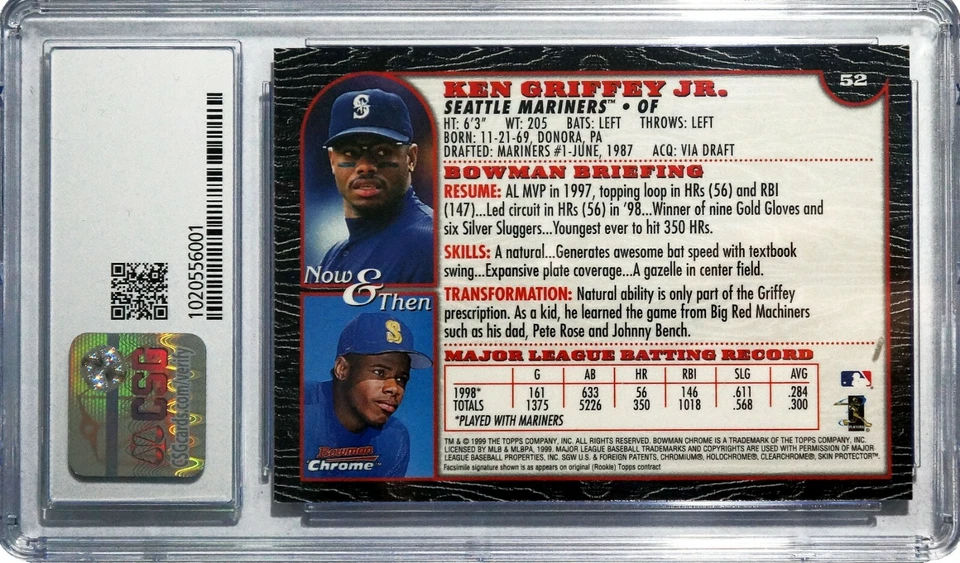 1020556001
CSG
CSGcards.com/verify
52
KEN GRIFFEY JR.
SEATTLE MARINERS™ • OF
HT: 6'3" WT: 205 BATS: LEFT THROWS: LEFT
BORN: 11-21-69, DONORA, PA
DRAFTED: MARINERS #1-JUNE, 1987 ACQ: VIA DRAFT
BOWMAN BRIEFING
RESUME: AL MVP in 1997, topping loop in HRs (56) and RBI
(147)...Led circuit in HRs (56) in '98...Winner of nine Gold Gloves and
six Silver Sluggers...Youngest ever to hit 350 HRs.
SKILLS: A natural...Generates awesome bat speed with textbook
swing...Expansive plate coverage...A gazelle in center field.
TRANSFORMATION: Natural ability is only part of the Griffey
prescription. As a kid, he learned the game from Big Red Machiners
such as his dad, Pete Rose and Johnny Bench.
S
Now & Then
S
Bowman
Chrome™
MAJOR LEAGUE BATTING RECORD
G AB HR RBI SLG AVG
1998* 161 633 56 146 .611 .284
TOTALS 1375 5226 350 1018 .568 .300
*PLAYED WITH MARINERS
TM & © 1999 THE TOPPS COMPANY, INC. ALL RIGHTS RESERVED. BOWMAN CHROME IS A TRADEMARK OF THE TOPPS COMPANY, INC.
LICENSED BY MLB & MLBPA, 1999. MAJOR LEAGUE BASEBALL TRADEMARKS AND COPYRIGHTS ARE USED WITH PERMISSION OF MAJOR
LEAGUE BASEBALL PROPERTIES, INC. SGW U.S. & FOREIGN PATENTS, CHROMIUM®, HOLOCHROME®, CLEARCHROME®, SKIN PROTECTOR™.
Facsimile signature shown is as appears on original (Rookie) Topps contract